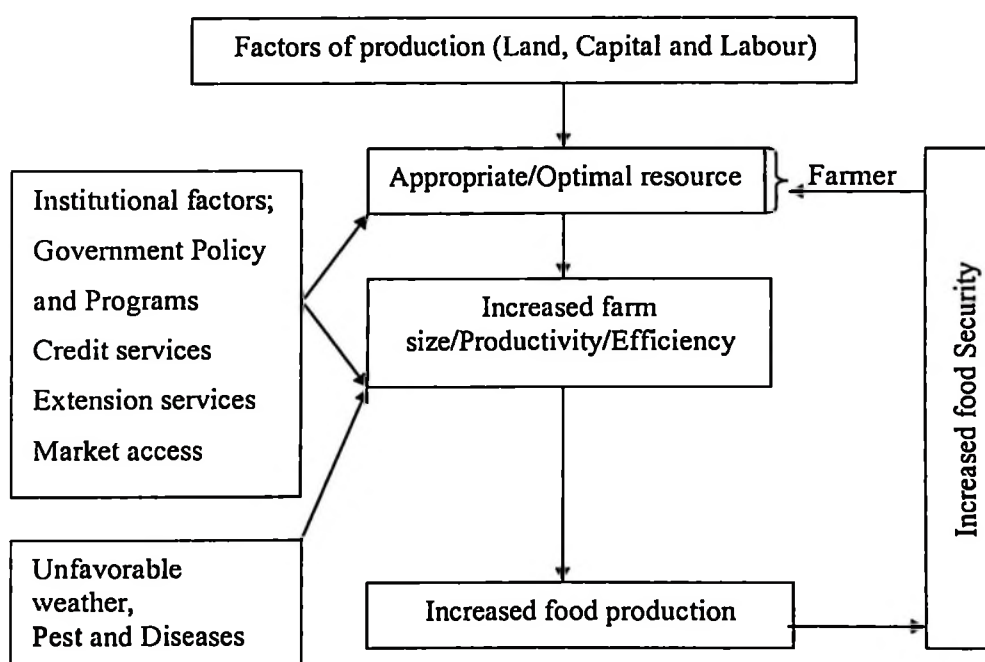 Factors of production (Land, Capital and Labour)
Appropriate/Optimal resource
Farmer
Institutional factors;
Government Policy
and Programs
Credit services
Extension services
Market access
Increased farm
size/Productivity/Efficiency
Increased food Security
Unfavorable
weather,
Pest and Diseases
Increased food production